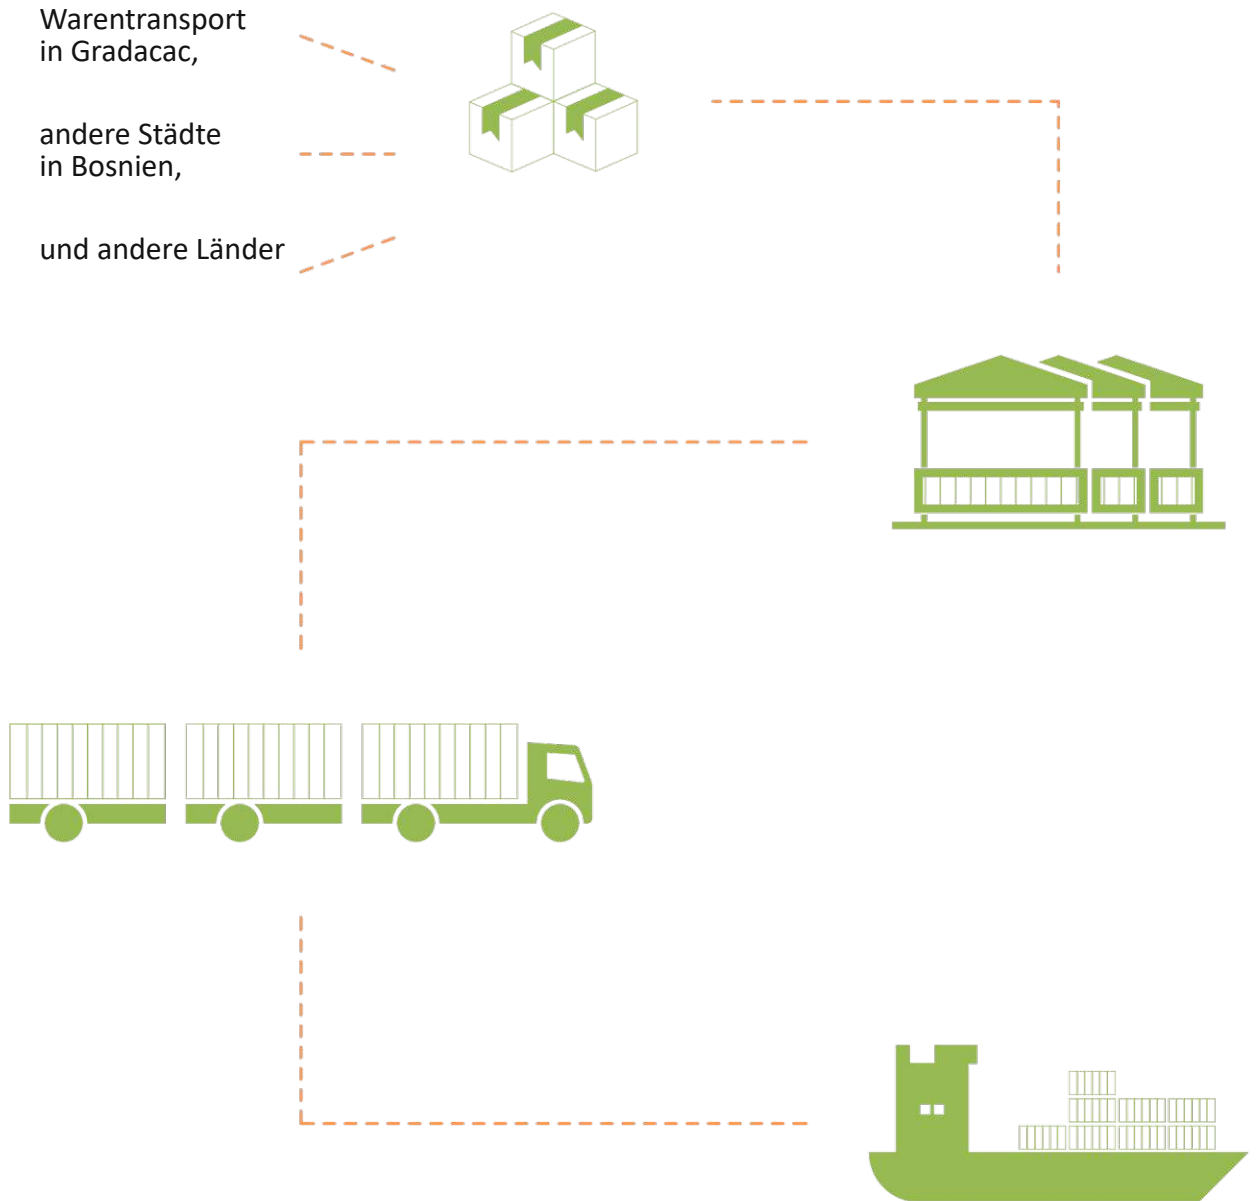 Warentransport
in Gradacac,
andere Städte
in Bosnien,
und andere Länder